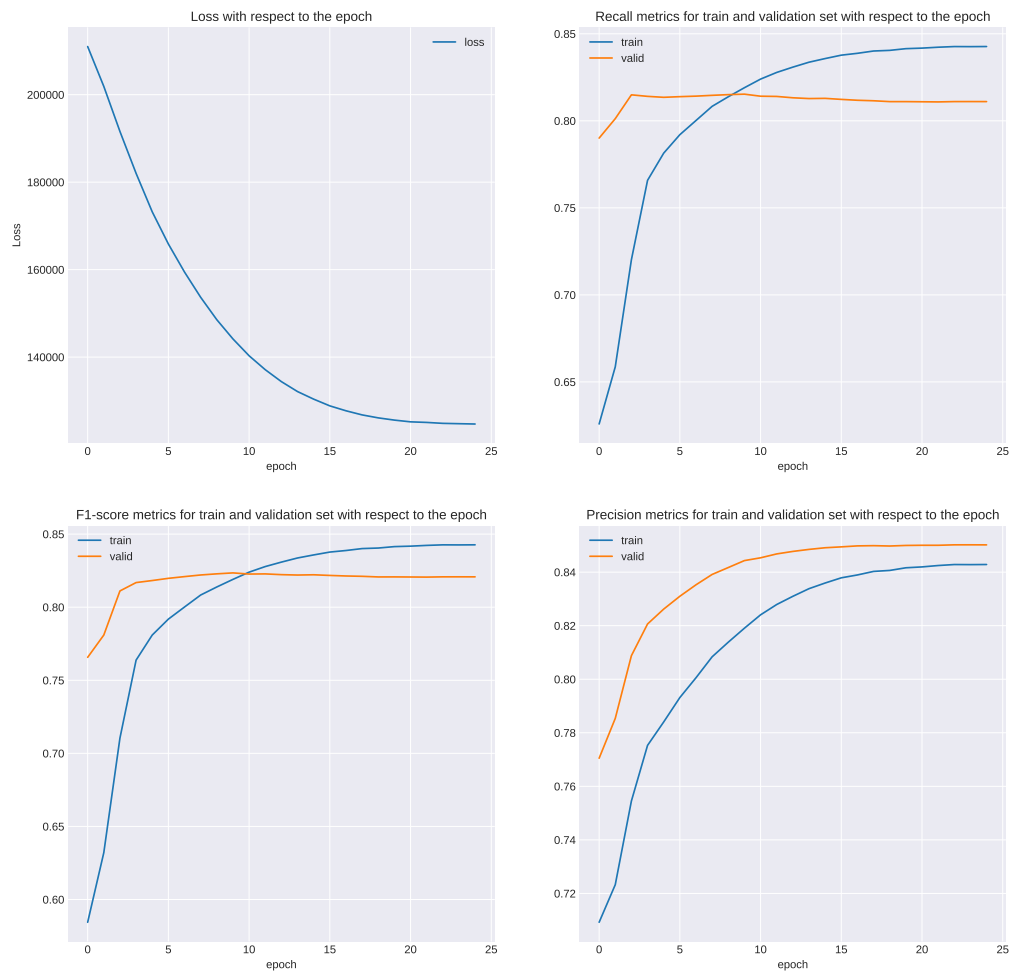 Loss with respect to the epoch
loss
200000
180000
160000
140000
Loss
0 5 10 15 20 25
epoch
Recall metrics for train and validation set with respect to the epoch
train
valid
0.85
0.80
0.75
0.70
0.65
0 5 10 15 20 25
epoch
F1-score metrics for train and validation set with respect to the epoch
train
valid
0.85
0.80
0.75
0.70
0.65
0.60
0 5 10 15 20 25
epoch
Precision metrics for train and validation set with respect to the epoch
train
valid
0.84
0.82
0.80
0.78
0.76
0.74
0.72
0 5 10 15 20 25
epoch